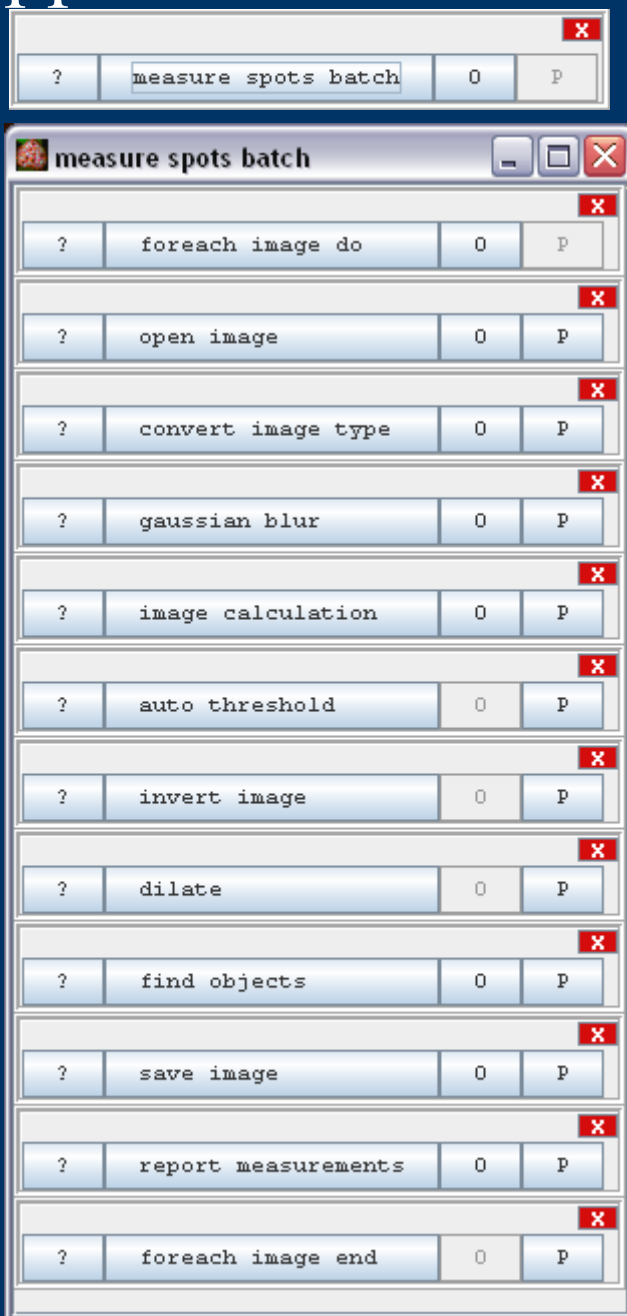 X
? measure spots batch O P
measure spots batch
X
? foreach image do O P
X
? open image O P
X
? convert image type O P
X
? gaussian blur O P
X
? image calculation O P
X
? auto threshold O P
X
? invert image O P
X
? dilate O P
X
? find objects O P
X
? save image O P
X
? report measurements O P
X
? foreach image end O P